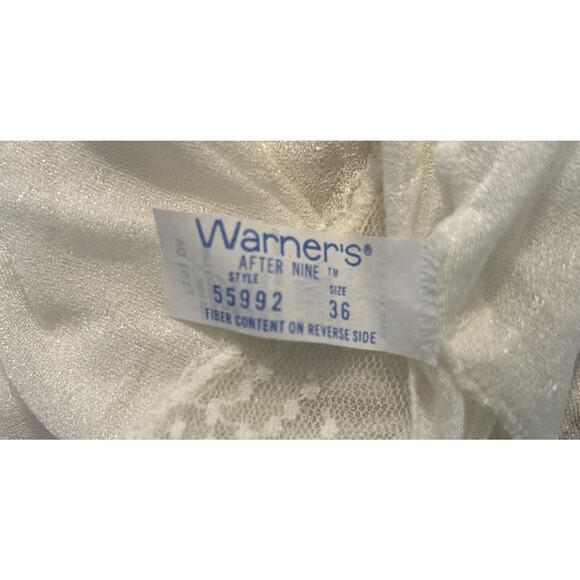 Warner's®
AFTER NINE ™
STYLE SIZE
55992 36
FIBER CONTENT ON REVERSE SIDE